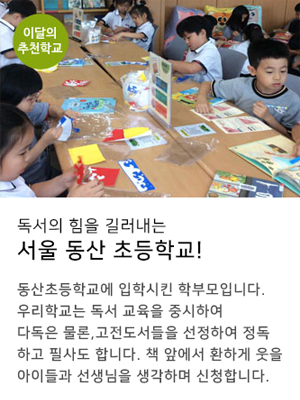 이달의
추천학교
독서의 힘을 길러내는
서울 동산 초등학교!
동산초등학교에 입학시킨 학부모입니다.
우리학교는 독서 교육을 중시하여
다독은 물론,고전도서들을 선정하여 정독
하고 필사도 합니다. 책 앞에서 환하게 웃을
아이들과 선생님을 생각하며 신청합니다.